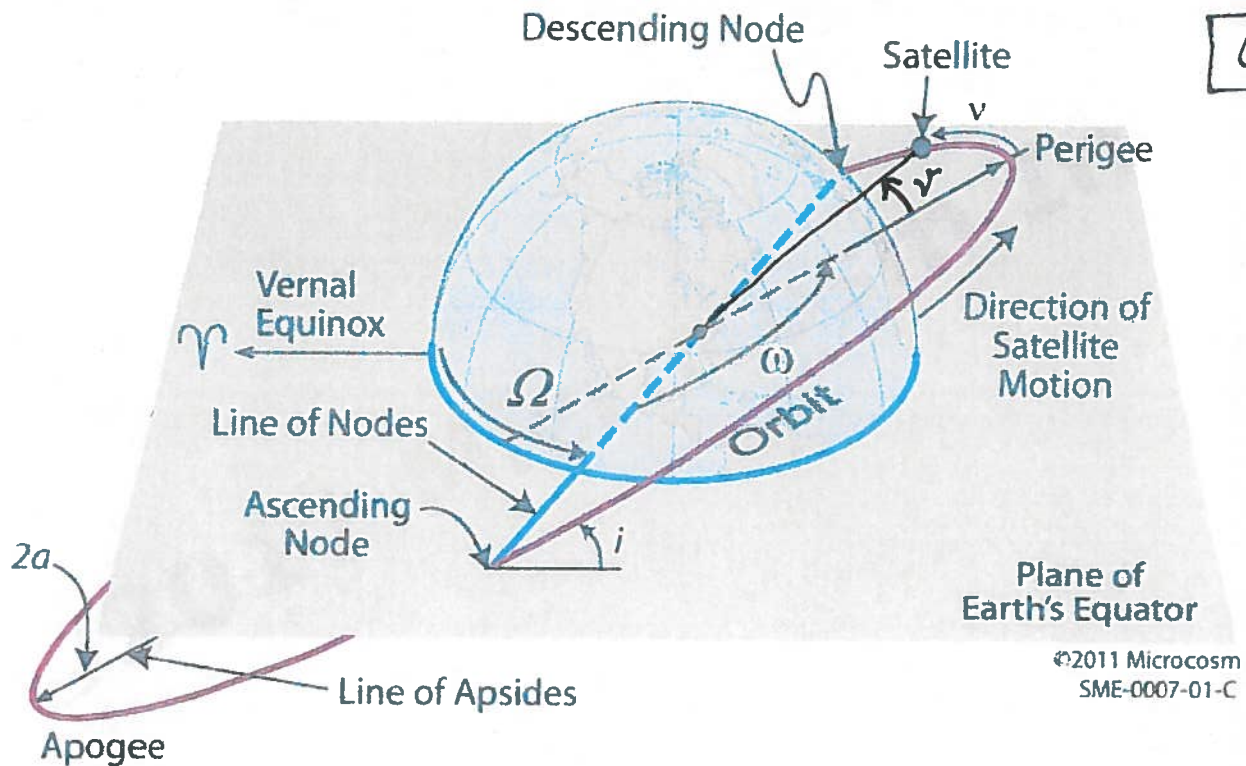 Descending Node
Satellite
ν
Perigee
ν
Vernal
Equinox
♈
Direction of
Satellite
Motion
Ω
ω
Line of Nodes
Orbit
Ascending
Node
i
2a
Plane of
Earth's Equator
©2011 Microcosm
SME-0007-01-C
Line of Apsides
Apogee